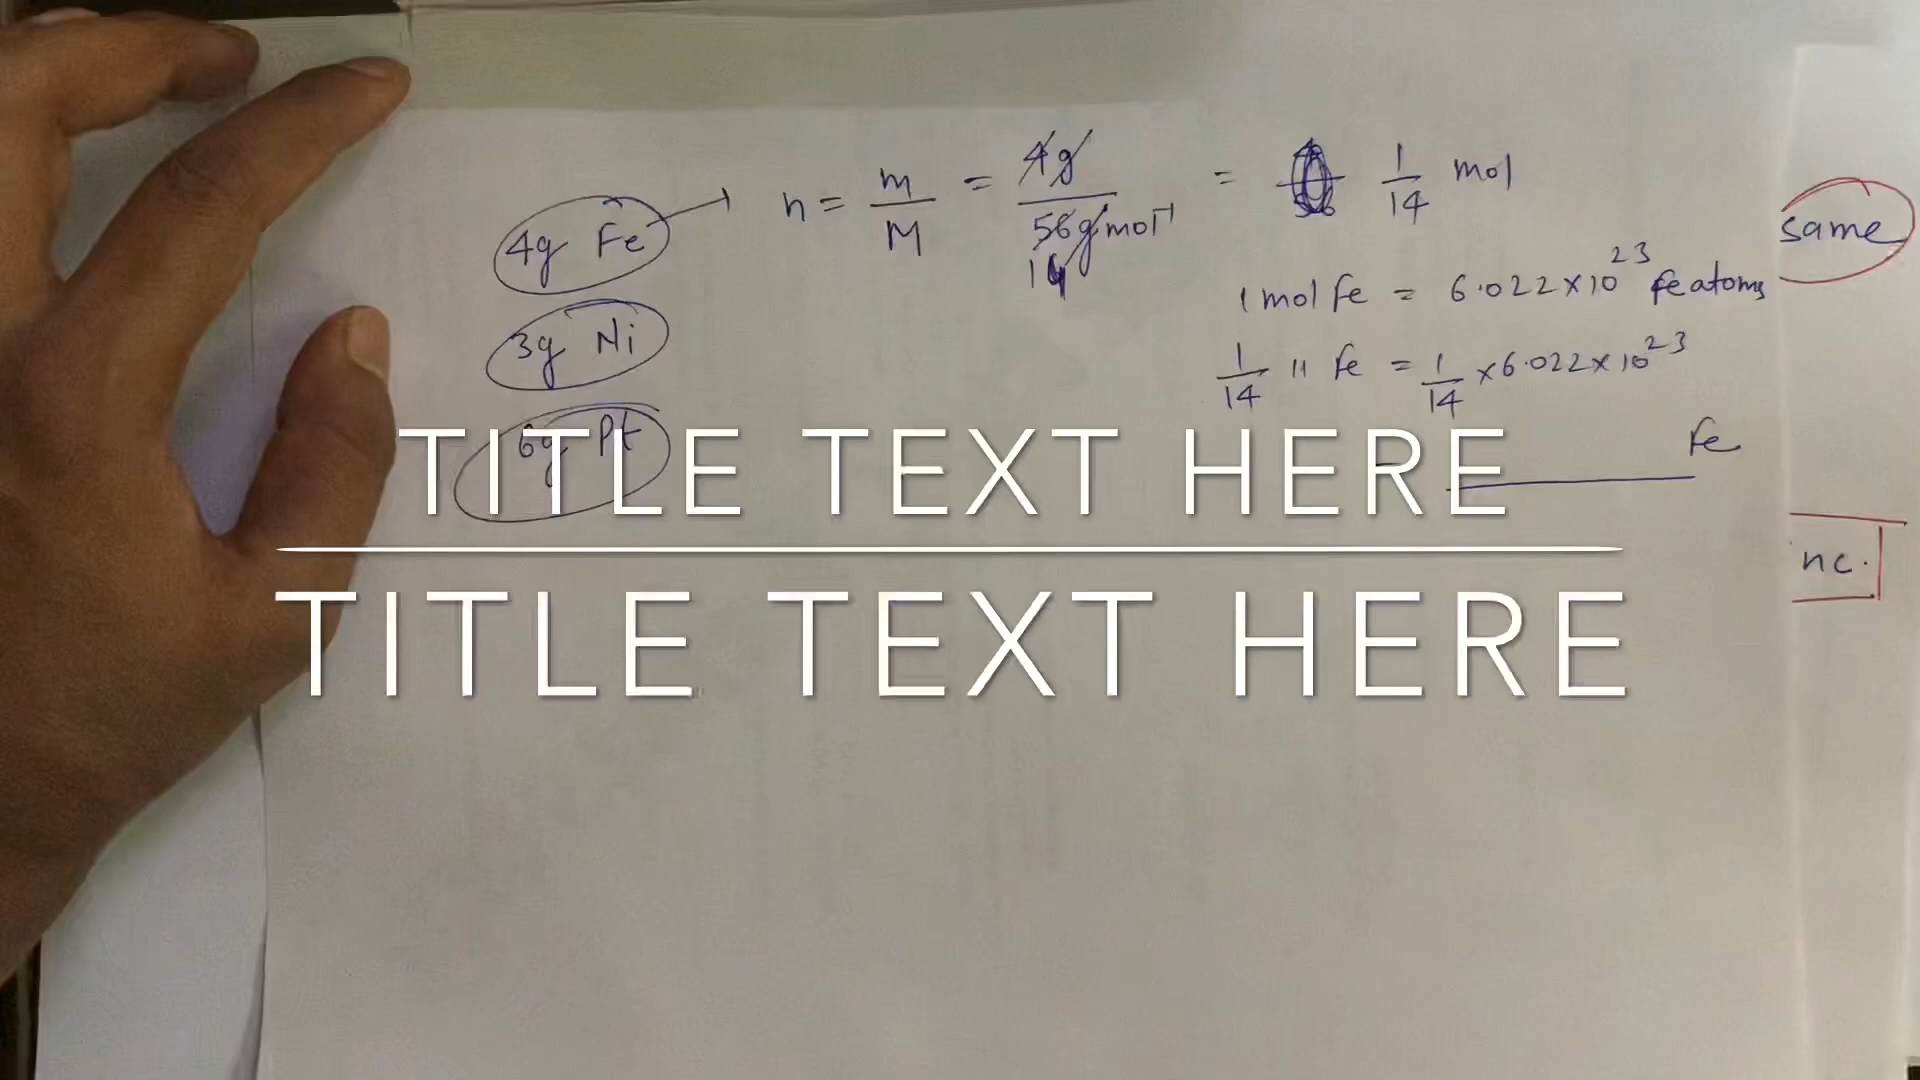 4g Fe → n = m/M = 4g/56g mol⁻¹ = 1/14 mol
14
same
1 mol Fe = 6.022×10²³ Fe atoms
3g Ni
1/14 " Fe = 1/14 × 6.022×10²³
Fe
6g Pt
TITLE TEXT HERE
nc.
TITLE TEXT HERE